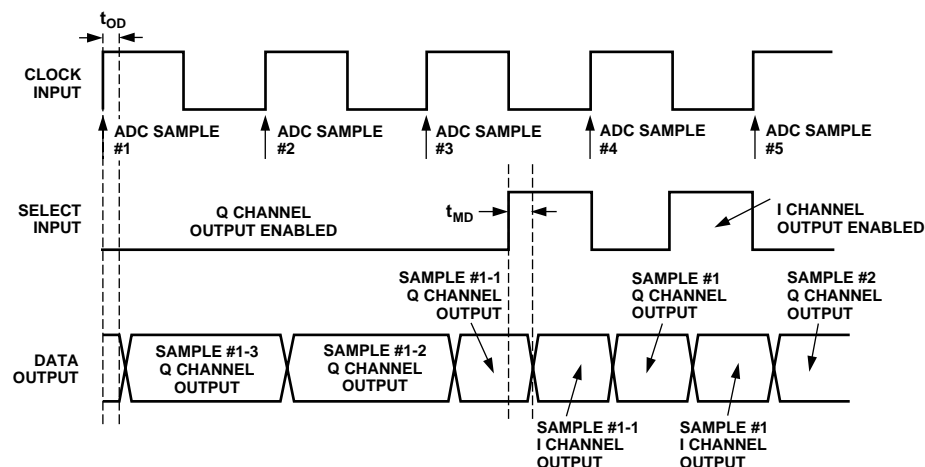 tOD
CLOCK
INPUT
ADC SAMPLE
#1
ADC SAMPLE
#2
ADC SAMPLE
#3
ADC SAMPLE
#4
ADC SAMPLE
#5
SELECT
INPUT
Q CHANNEL
OUTPUT ENABLED
tMD
I CHANNEL
OUTPUT ENABLED
SAMPLE #1-1
Q CHANNEL
OUTPUT
SAMPLE #1
Q CHANNEL
OUTPUT
SAMPLE #2
Q CHANNEL
OUTPUT
DATA
OUTPUT
SAMPLE #1-3
Q CHANNEL
OUTPUT
SAMPLE #1-2
Q CHANNEL
OUTPUT
SAMPLE #1-1
I CHANNEL
OUTPUT
SAMPLE #1
I CHANNEL
OUTPUT